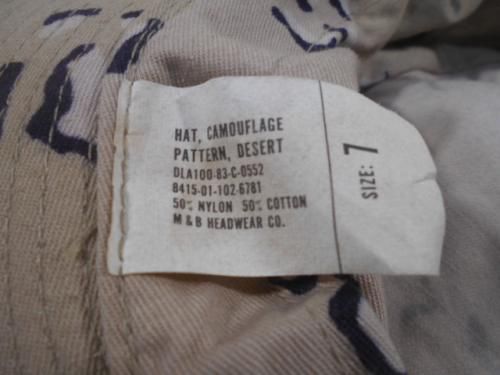 HAT, CAMOUFLAGE
PATTERN, DESERT
DLA100-83-C-0552
8415-01-102-6781
50% NYLON 50% COTTON
M & B HEADWEAR CO.
SIZE: 7